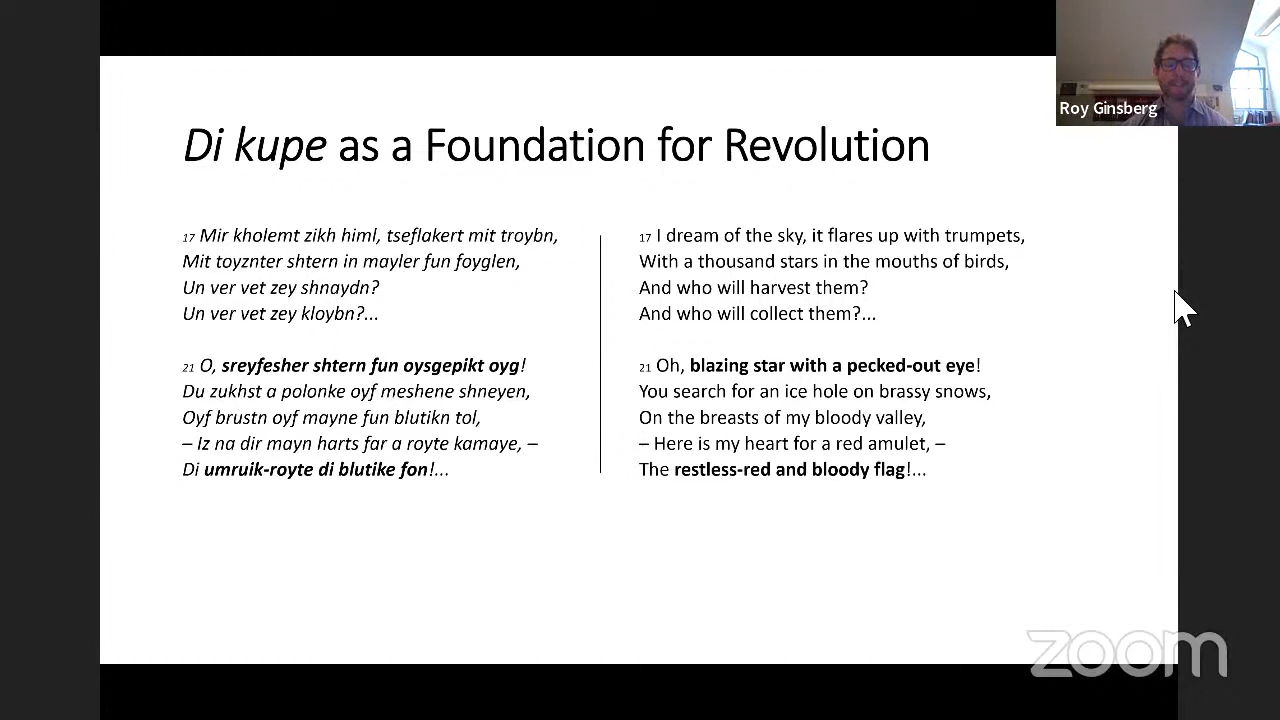 Roy Ginsberg
Di kupe as a Foundation for Revolution
17 Mir kholemt zikh himl, tseflakert mit troybn,
Mit toyznter shtern in mayler fun foyglen,
Un ver vet zey shnaydn?
Un ver vet zey kloybn?...
21 O, sreyfesher shtern fun oysgepikt oyg!
Du zukhst a polonke oyf meshene shneyen,
Oyf brustn oyf mayne fun blutikn tol,
– Iz na dir mayn harts far a royte kamaye, –
Di umruik-royte di blutike fon!...
17 I dream of the sky, it flares up with trumpets,
With a thousand stars in the mouths of birds,
And who will harvest them?
And who will collect them?...
21 Oh, blazing star with a pecked-out eye!
You search for an ice hole on brassy snows,
On the breasts of my bloody valley,
– Here is my heart for a red amulet, –
The restless-red and bloody flag!...
zoom